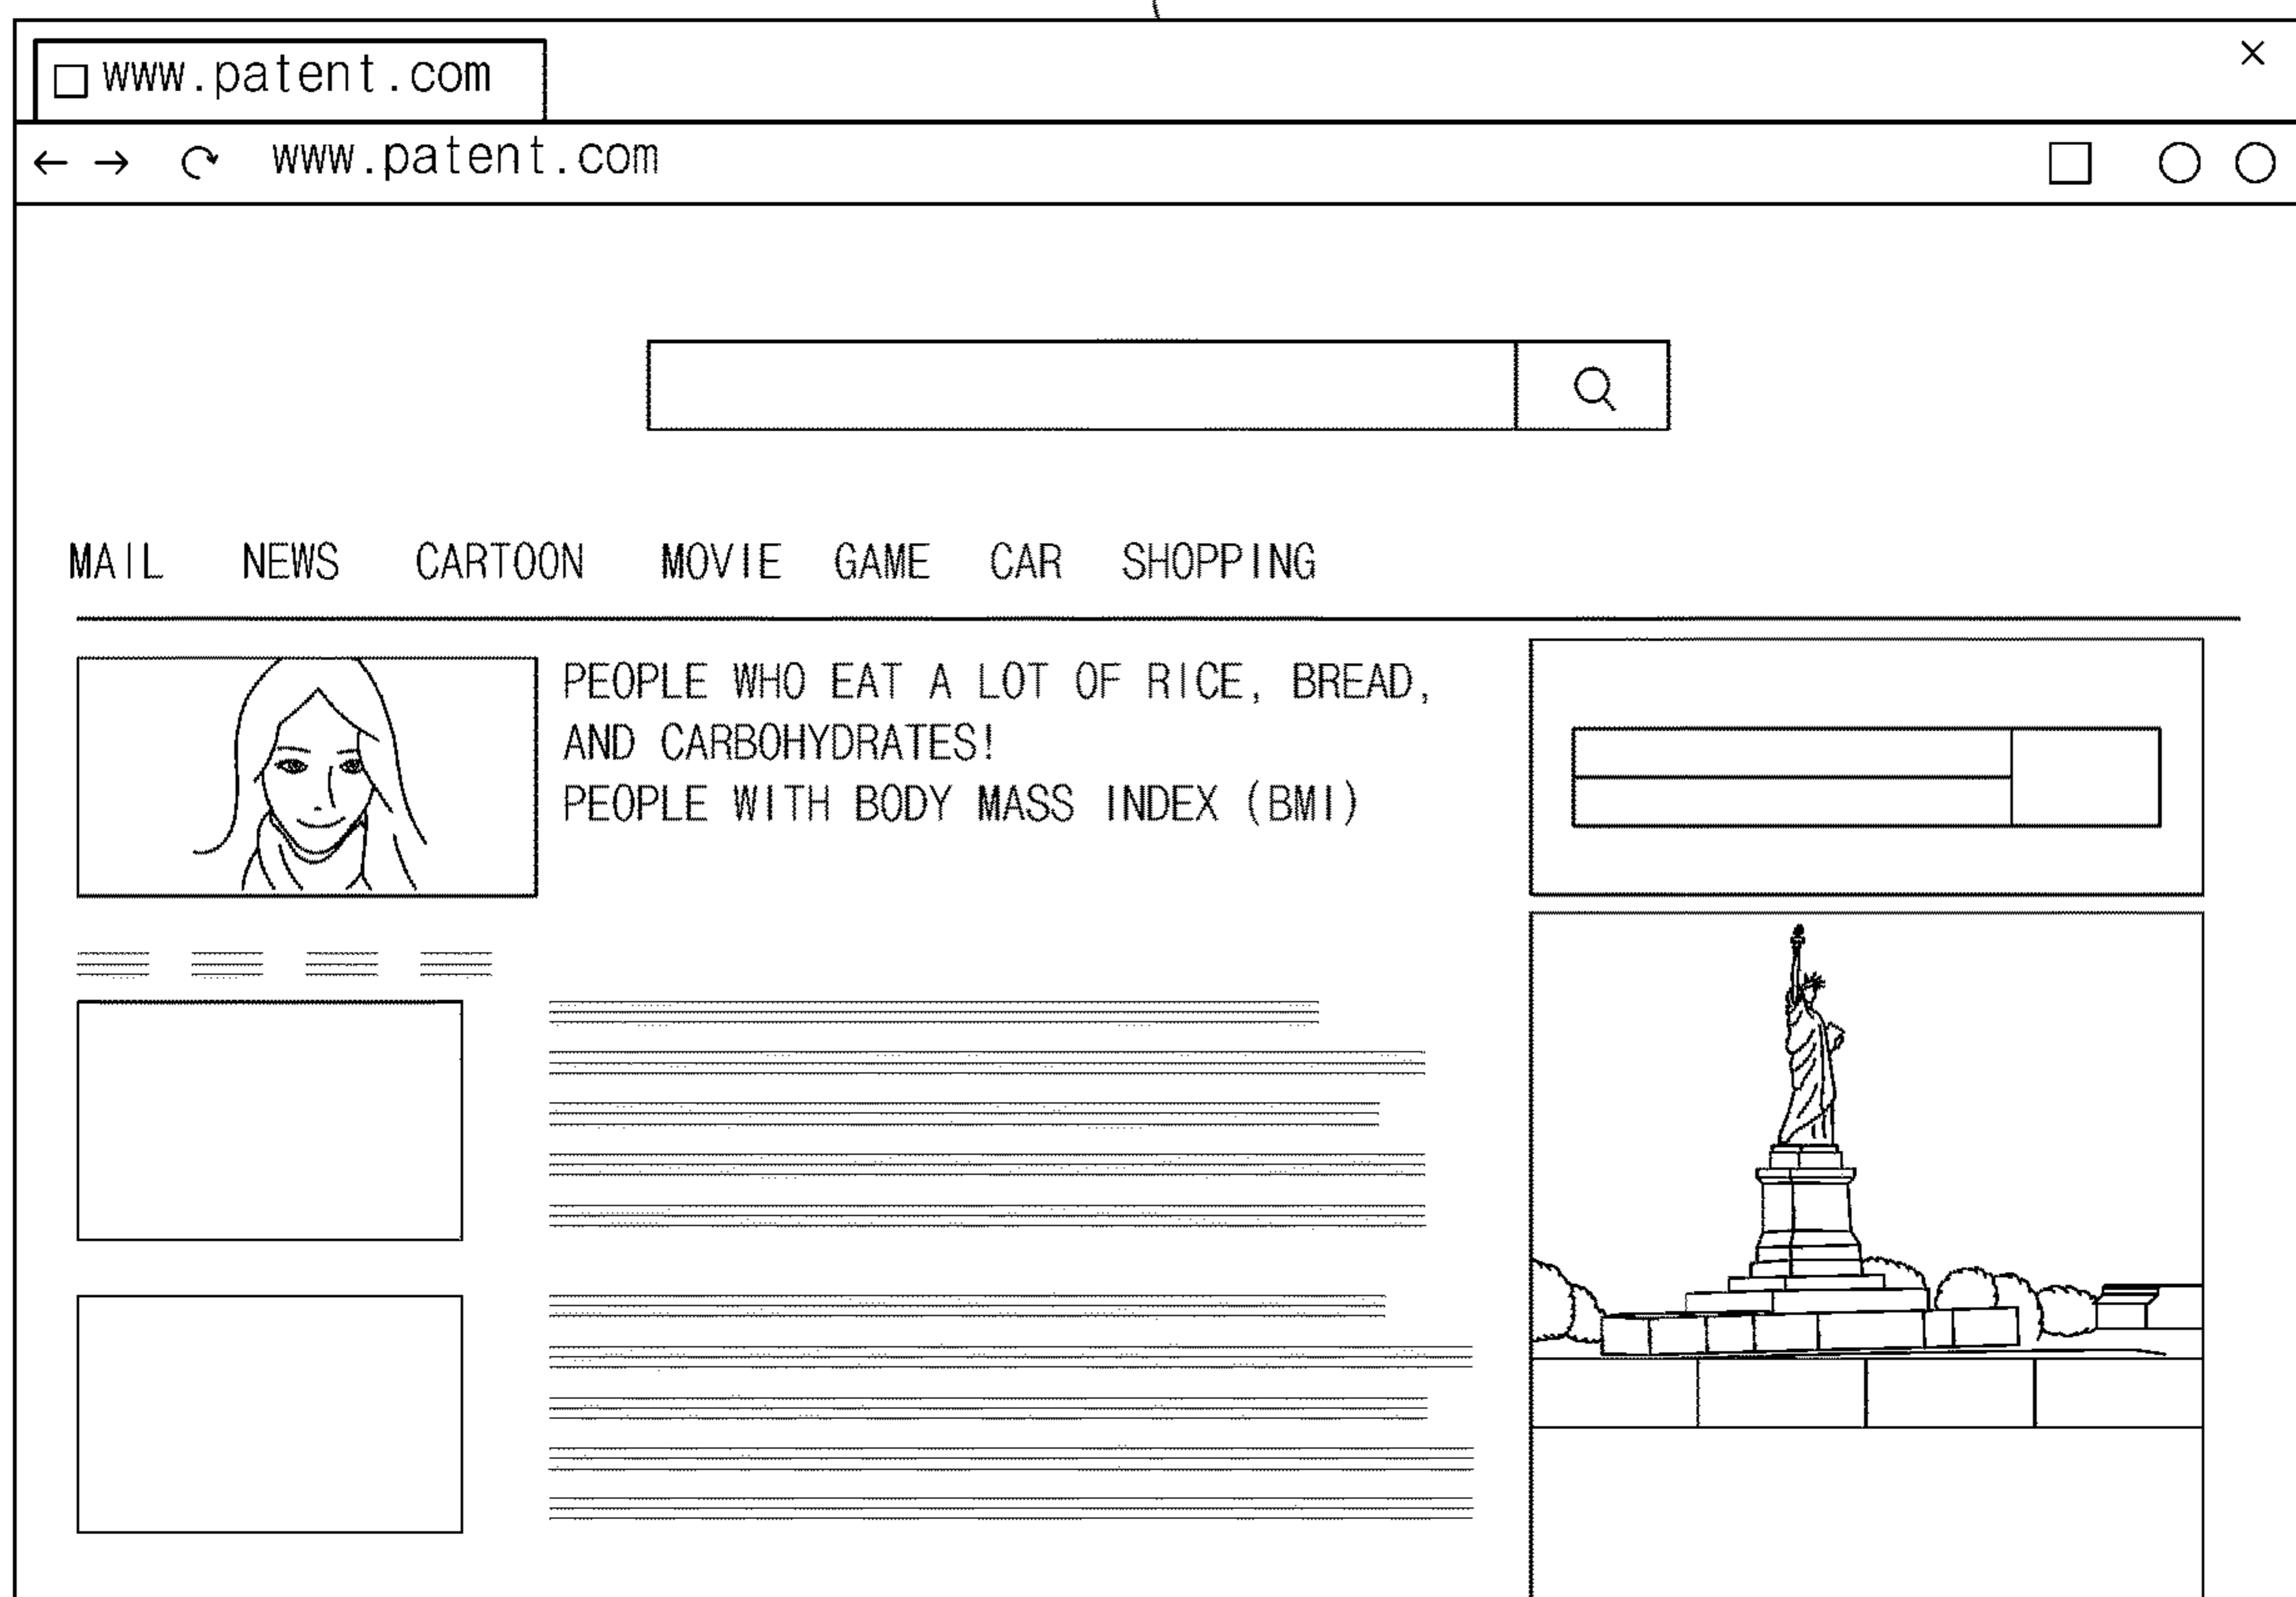 www.patent.com
www.patent.com
MAIL NEWS CARTOON MOVIE GAME CAR SHOPPING
PEOPLE WHO EAT A LOT OF RICE, BREAD,
AND CARBOHYDRATES!
PEOPLE WITH BODY MASS INDEX (BMI)